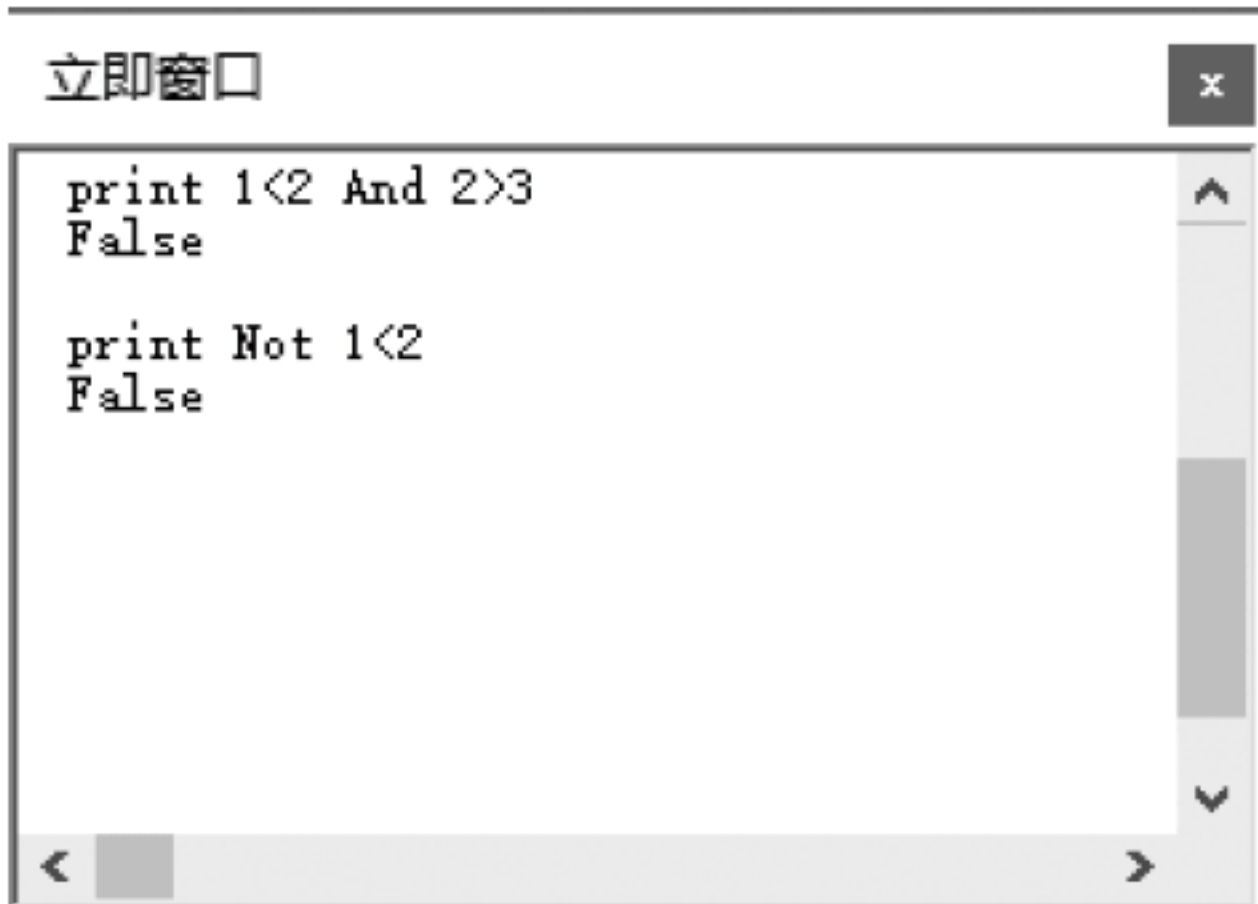 立即窗口
print 1<2 And 2>3
False
print Not 1<2
False